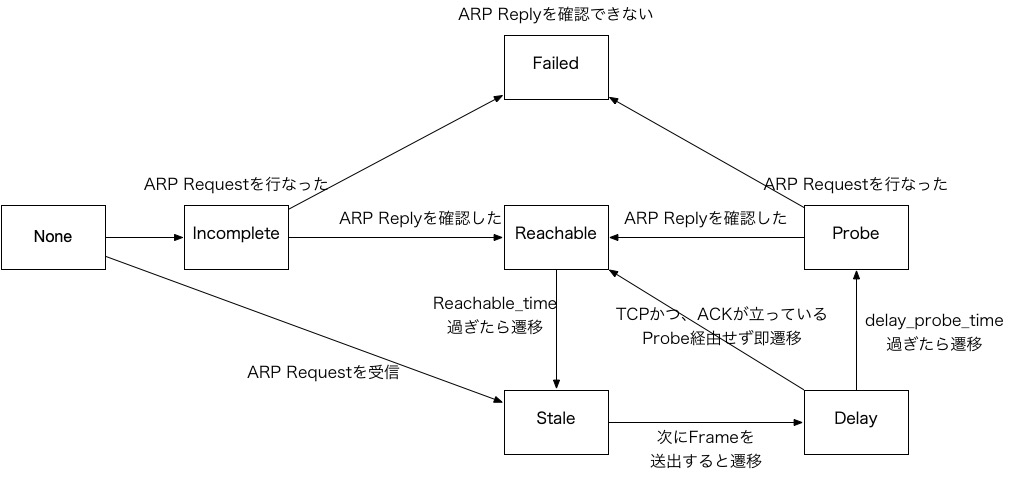 ARP Replyを確認できない
Failed
ARP Requestを行なった
ARP Requestを行なった
None
Incomplete
ARP Replyを確認した
Reachable
ARP Replyを確認した
Probe
Reachable_time
過ぎたら遷移
TCPかつ、ACKが立っている
Probe経由せず即遷移
delay_probe_time
過ぎたら遷移
ARP Requestを受信
Stale
次にFrameを
送出すると遷移
Delay